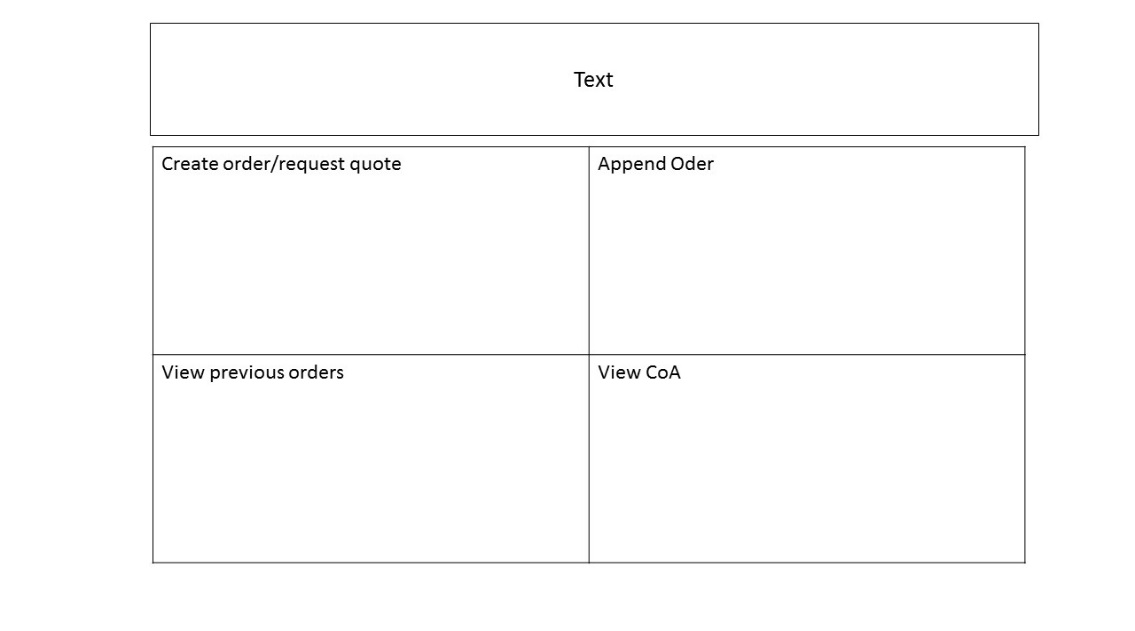 Text
Create order/request quote
Append Oder
View previous orders
View CoA